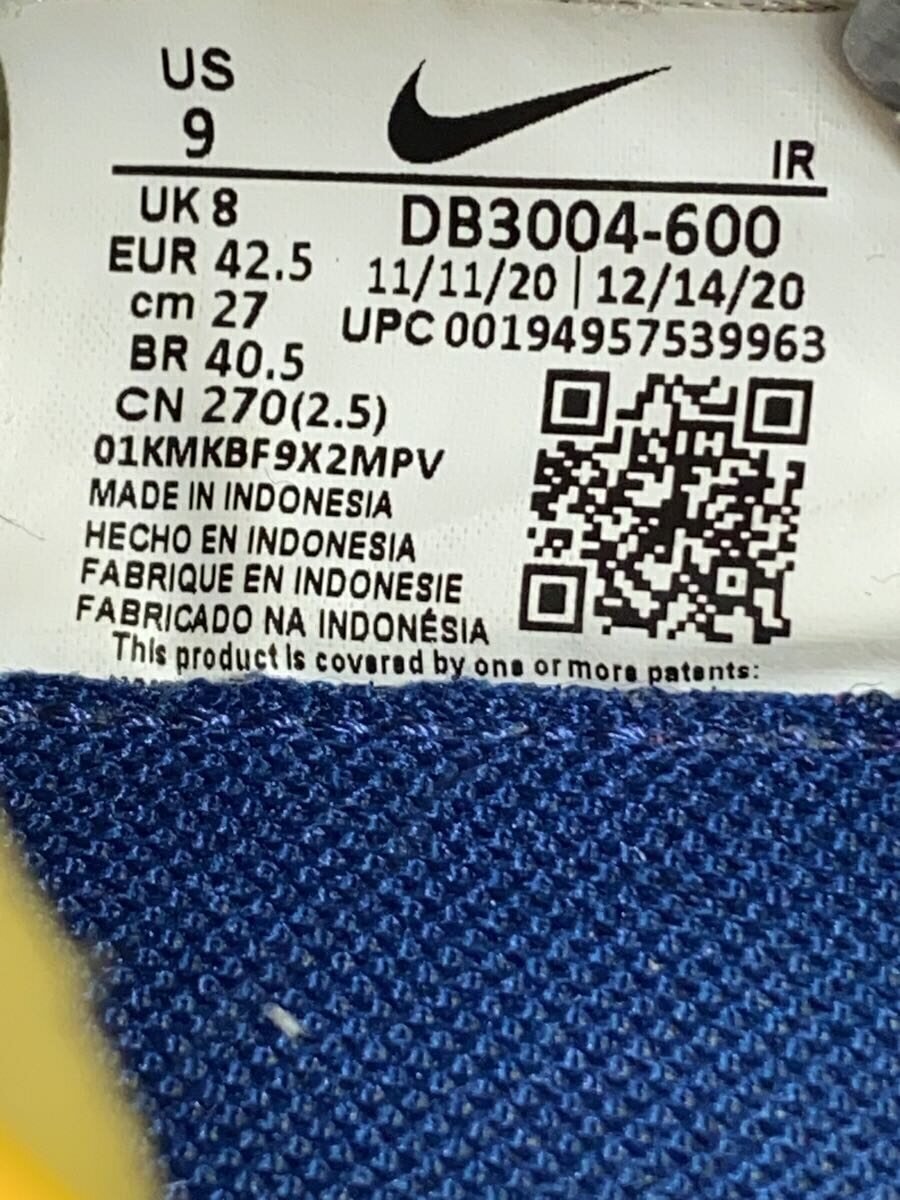 US
9
IR
UK 8
EUR 42.5
cm 27
BR 40.5
CN 270(2.5)
DB3004-600
11/11/20 | 12/14/20
UPC 00194957539963
01KMKBF9X2MPV
MADE IN INDONESIA
HECHO EN INDONESIA
FABRIQUE EN INDONESIE
FABRICADO NA INDONÉSIA
This product is covered by one or more patents: